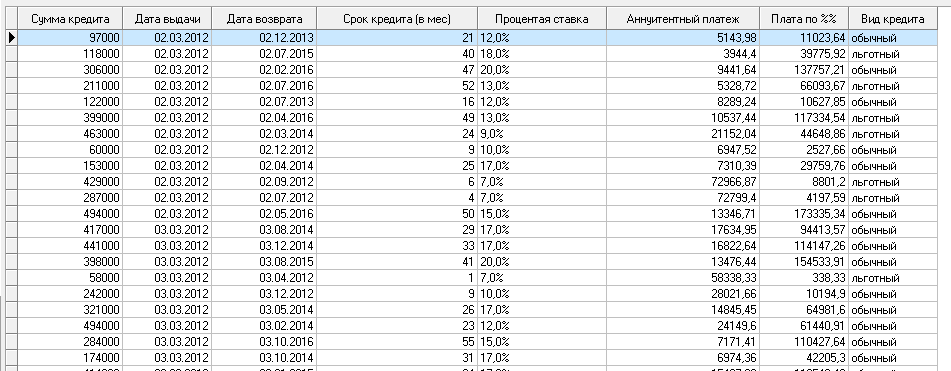 Сумма кредита Дата выдачи Дата возврата Срок кредита (в мес) Процентая ставка Аннуитентный платеж Плата по %% Вид кредита
97000 02.03.2012 02.12.2013 21 12,0% 5143,98 11023,64 обычный
118000 02.03.2012 02.07.2015 40 18,0% 3944,4 39775,92 льготный
306000 02.03.2012 02.02.2016 47 20,0% 9441,64 137757,21 обычный
211000 02.03.2012 02.07.2016 52 13,0% 5328,72 66093,67 льготный
122000 02.03.2012 02.07.2013 16 12,0% 8289,24 10627,85 обычный
399000 02.03.2012 02.04.2016 49 13,0% 10537,44 117334,54 льготный
463000 02.03.2012 02.03.2014 24 9,0% 21152,04 44648,86 льготный
60000 02.03.2012 02.12.2012 9 10,0% 6947,52 2527,66 обычный
153000 02.03.2012 02.04.2014 25 17,0% 7310,39 29759,76 обычный
429000 02.03.2012 02.09.2012 6 7,0% 72966,87 8801,2 льготный
287000 02.03.2012 02.07.2012 4 7,0% 72799,4 4197,59 льготный
494000 02.03.2012 02.05.2016 50 15,0% 13346,71 173335,34 обычный
417000 03.03.2012 03.08.2014 29 17,0% 17634,95 94413,57 обычный
441000 03.03.2012 03.12.2014 33 17,0% 16822,64 114147,26 обычный
398000 03.03.2012 03.08.2015 41 20,0% 13476,44 154533,91 обычный
58000 03.03.2012 03.04.2012 1 7,0% 58338,33 338,33 льготный
242000 03.03.2012 03.12.2012 9 10,0% 28021,66 10194,9 обычный
321000 03.03.2012 03.05.2014 26 17,0% 14845,45 64981,6 обычный
494000 03.03.2012 03.02.2014 23 12,0% 24149,6 61440,91 обычный
284000 03.03.2012 03.10.2016 55 15,0% 7171,41 110427,64 обычный
174000 03.03.2012 03.10.2014 31 17,0% 6974,36 42205,3 обычный